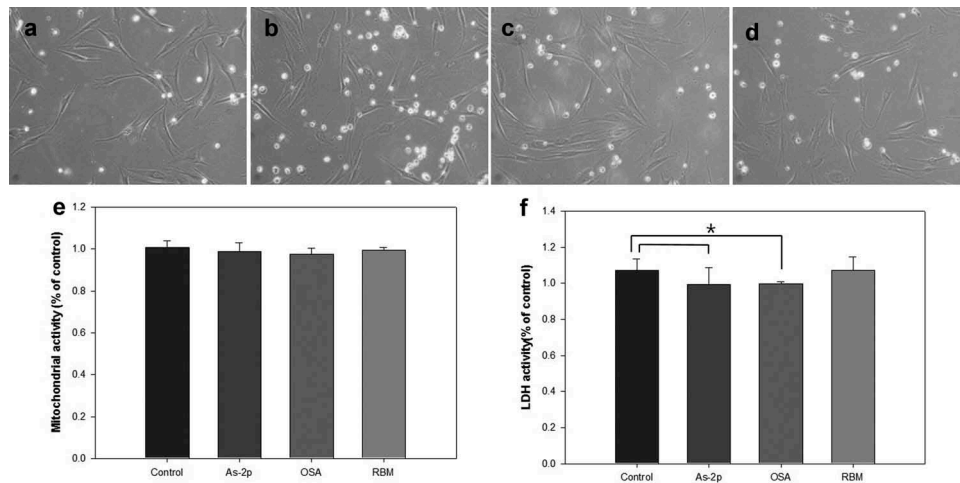 a
b
c
d
e
Mitochondrial activity (% of control)
1.2
1.0
0.8
0.6
0.4
0.2
0.0
Control As-2p OSA RBM
f
LDH activity(% of control)
1.4
1.2
1.0
0.8
0.6
0.4
0.2
0.0
*
Control As-2p OSA RBM